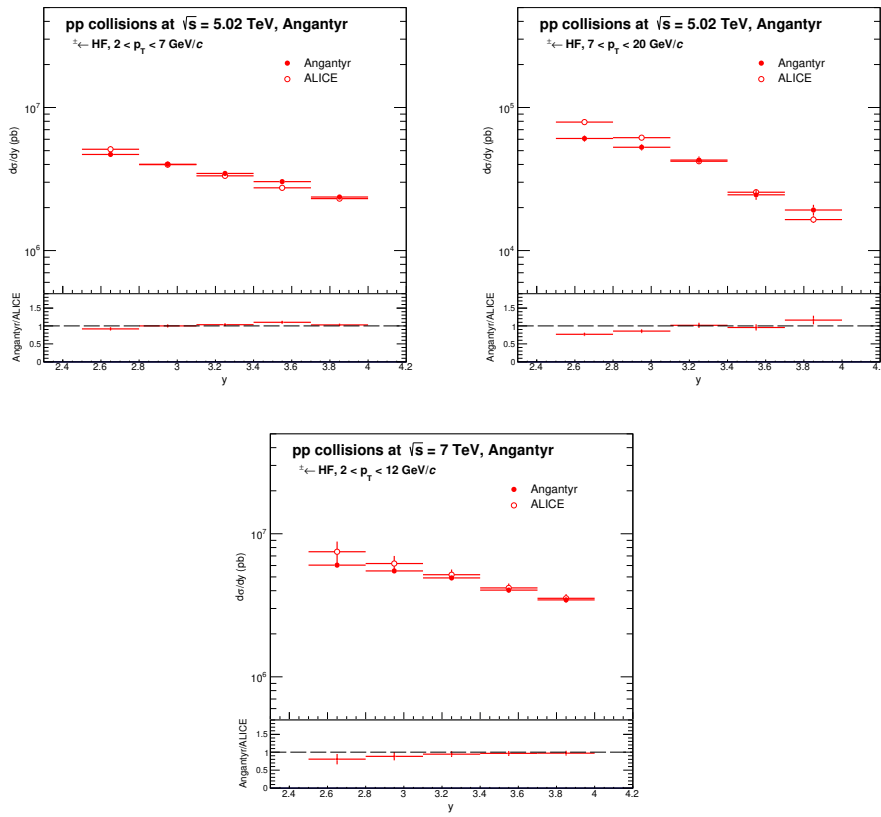 pp collisions at √s = 5.02 TeV, Angantyr
± ← HF, 2 < p_T < 7 GeV/c
Angantyr
ALICE
dσ/dy (pb)
10^7
10^6
Angantyr/ALICE
1.5
1
0.5
0
2.4 2.6 2.8 3 3.2 3.4 3.6 3.8 4 4.2
y
pp collisions at √s = 5.02 TeV, Angantyr
± ← HF, 7 < p_T < 20 GeV/c
Angantyr
ALICE
dσ/dy (pb)
10^5
10^4
Angantyr/ALICE
1.5
1
0.5
0
2.4 2.6 2.8 3 3.2 3.4 3.6 3.8 4 4.
y
pp collisions at √s = 7 TeV, Angantyr
± ← HF, 2 < p_T < 12 GeV/c
Angantyr
ALICE
dσ/dy (pb)
10^7
10^6
Angantyr/ALICE
1.5
1
0.5
0
2.4 2.6 2.8 3 3.2 3.4 3.6 3.8 4 4.2
y